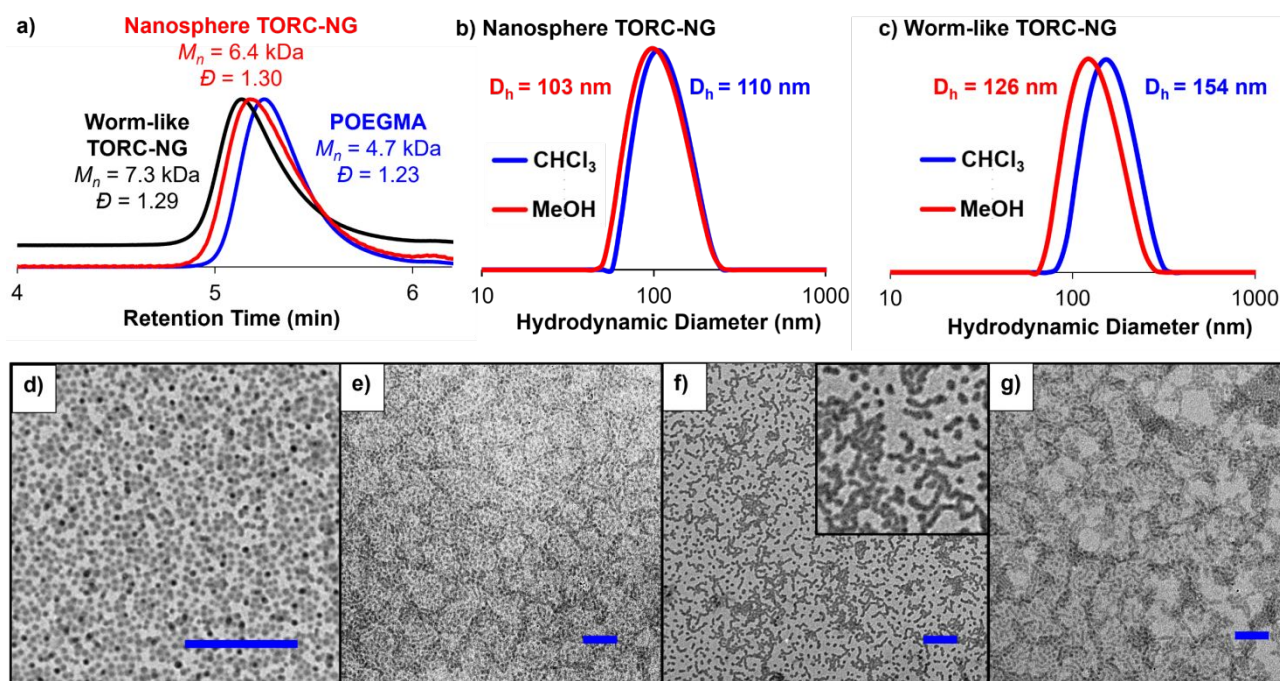 a)
Nanosphere TORC-NG
Mn = 6.4 kDa
Đ = 1.30
Worm-like
TORC-NG
Mn = 7.3 kDa
Đ = 1.29
POEGMA
Mn = 4.7 kDa
Đ = 1.23
4 5 6
Retention Time (min)
b) Nanosphere TORC-NG
Dh = 103 nm
Dh = 110 nm
CHCl3
MeOH
10 100 1000
Hydrodynamic Diameter (nm)
c) Worm-like TORC-NG
Dh = 126 nm
Dh = 154 nm
CHCl3
MeOH
10 100 1000
Hydrodynamic Diameter (nm)
d)
e)
f)
g)